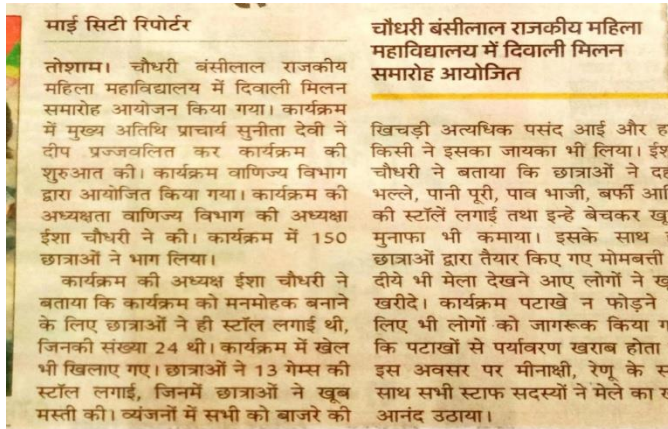 माई सिटी रिपोर्टर
तोशाम। चौधरी बंसीलाल राजकीय
महिला महाविद्यालय में दिवाली मिलन
समारोह आयोजन किया गया। कार्यक्रम
में मुख्य अतिथि प्राचार्य सुनीता देवी ने
दीप प्रज्जवलित कर कार्यक्रम की
शुरुआत की। कार्यक्रम वाणिज्य विभाग
द्वारा आयोजित किया गया। कार्यक्रम की
अध्यक्षता वाणिज्य विभाग की अध्यक्षा
ईशा चौधरी ने की। कार्यक्रम में 150
छात्राओं ने भाग लिया।
कार्यक्रम की अध्यक्ष ईशा चौधरी ने
बताया कि कार्यक्रम को मनमोहक बनाने
के लिए छात्राओं ने ही स्टॉल लगाई थी,
जिनकी संख्या 24 थी। कार्यक्रम में खेल
भी खिलाए गए। छात्राओं ने 13 गेम्स की
स्टॉल लगाई, जिनमें छात्राओं ने खूब
मस्ती की। व्यंजनों में सभी को बाजरे की
चौधरी बंसीलाल राजकीय महिला
महाविद्यालय में दिवाली मिलन
समारोह आयोजित
खिचड़ी अत्यधिक पसंद आई और
किसी ने इसका जायका भी लिया।
चौधरी ने बताया कि छात्राओं ने
भल्ले, पानी पूरी, पाव भाजी, बर्फी
की स्टॉलें लगाई तथा इन्हे बेचकर
मुनाफा भी कमाया। इसके साथ
छात्राओं द्वारा तैयार किए गए मोमबत्ती
दीये भी मेला देखने आए लोगों ने
खरीदे। कार्यक्रम पटाखे न फोड़ने
लिए भी लोगों को जागरूक किया
कि पटाखों से पर्यावरण खराब होता
इस अवसर पर मीनाक्षी, रेणू के
साथ सभी स्टाफ सदस्यों ने मेले का
आनंद उठाया।